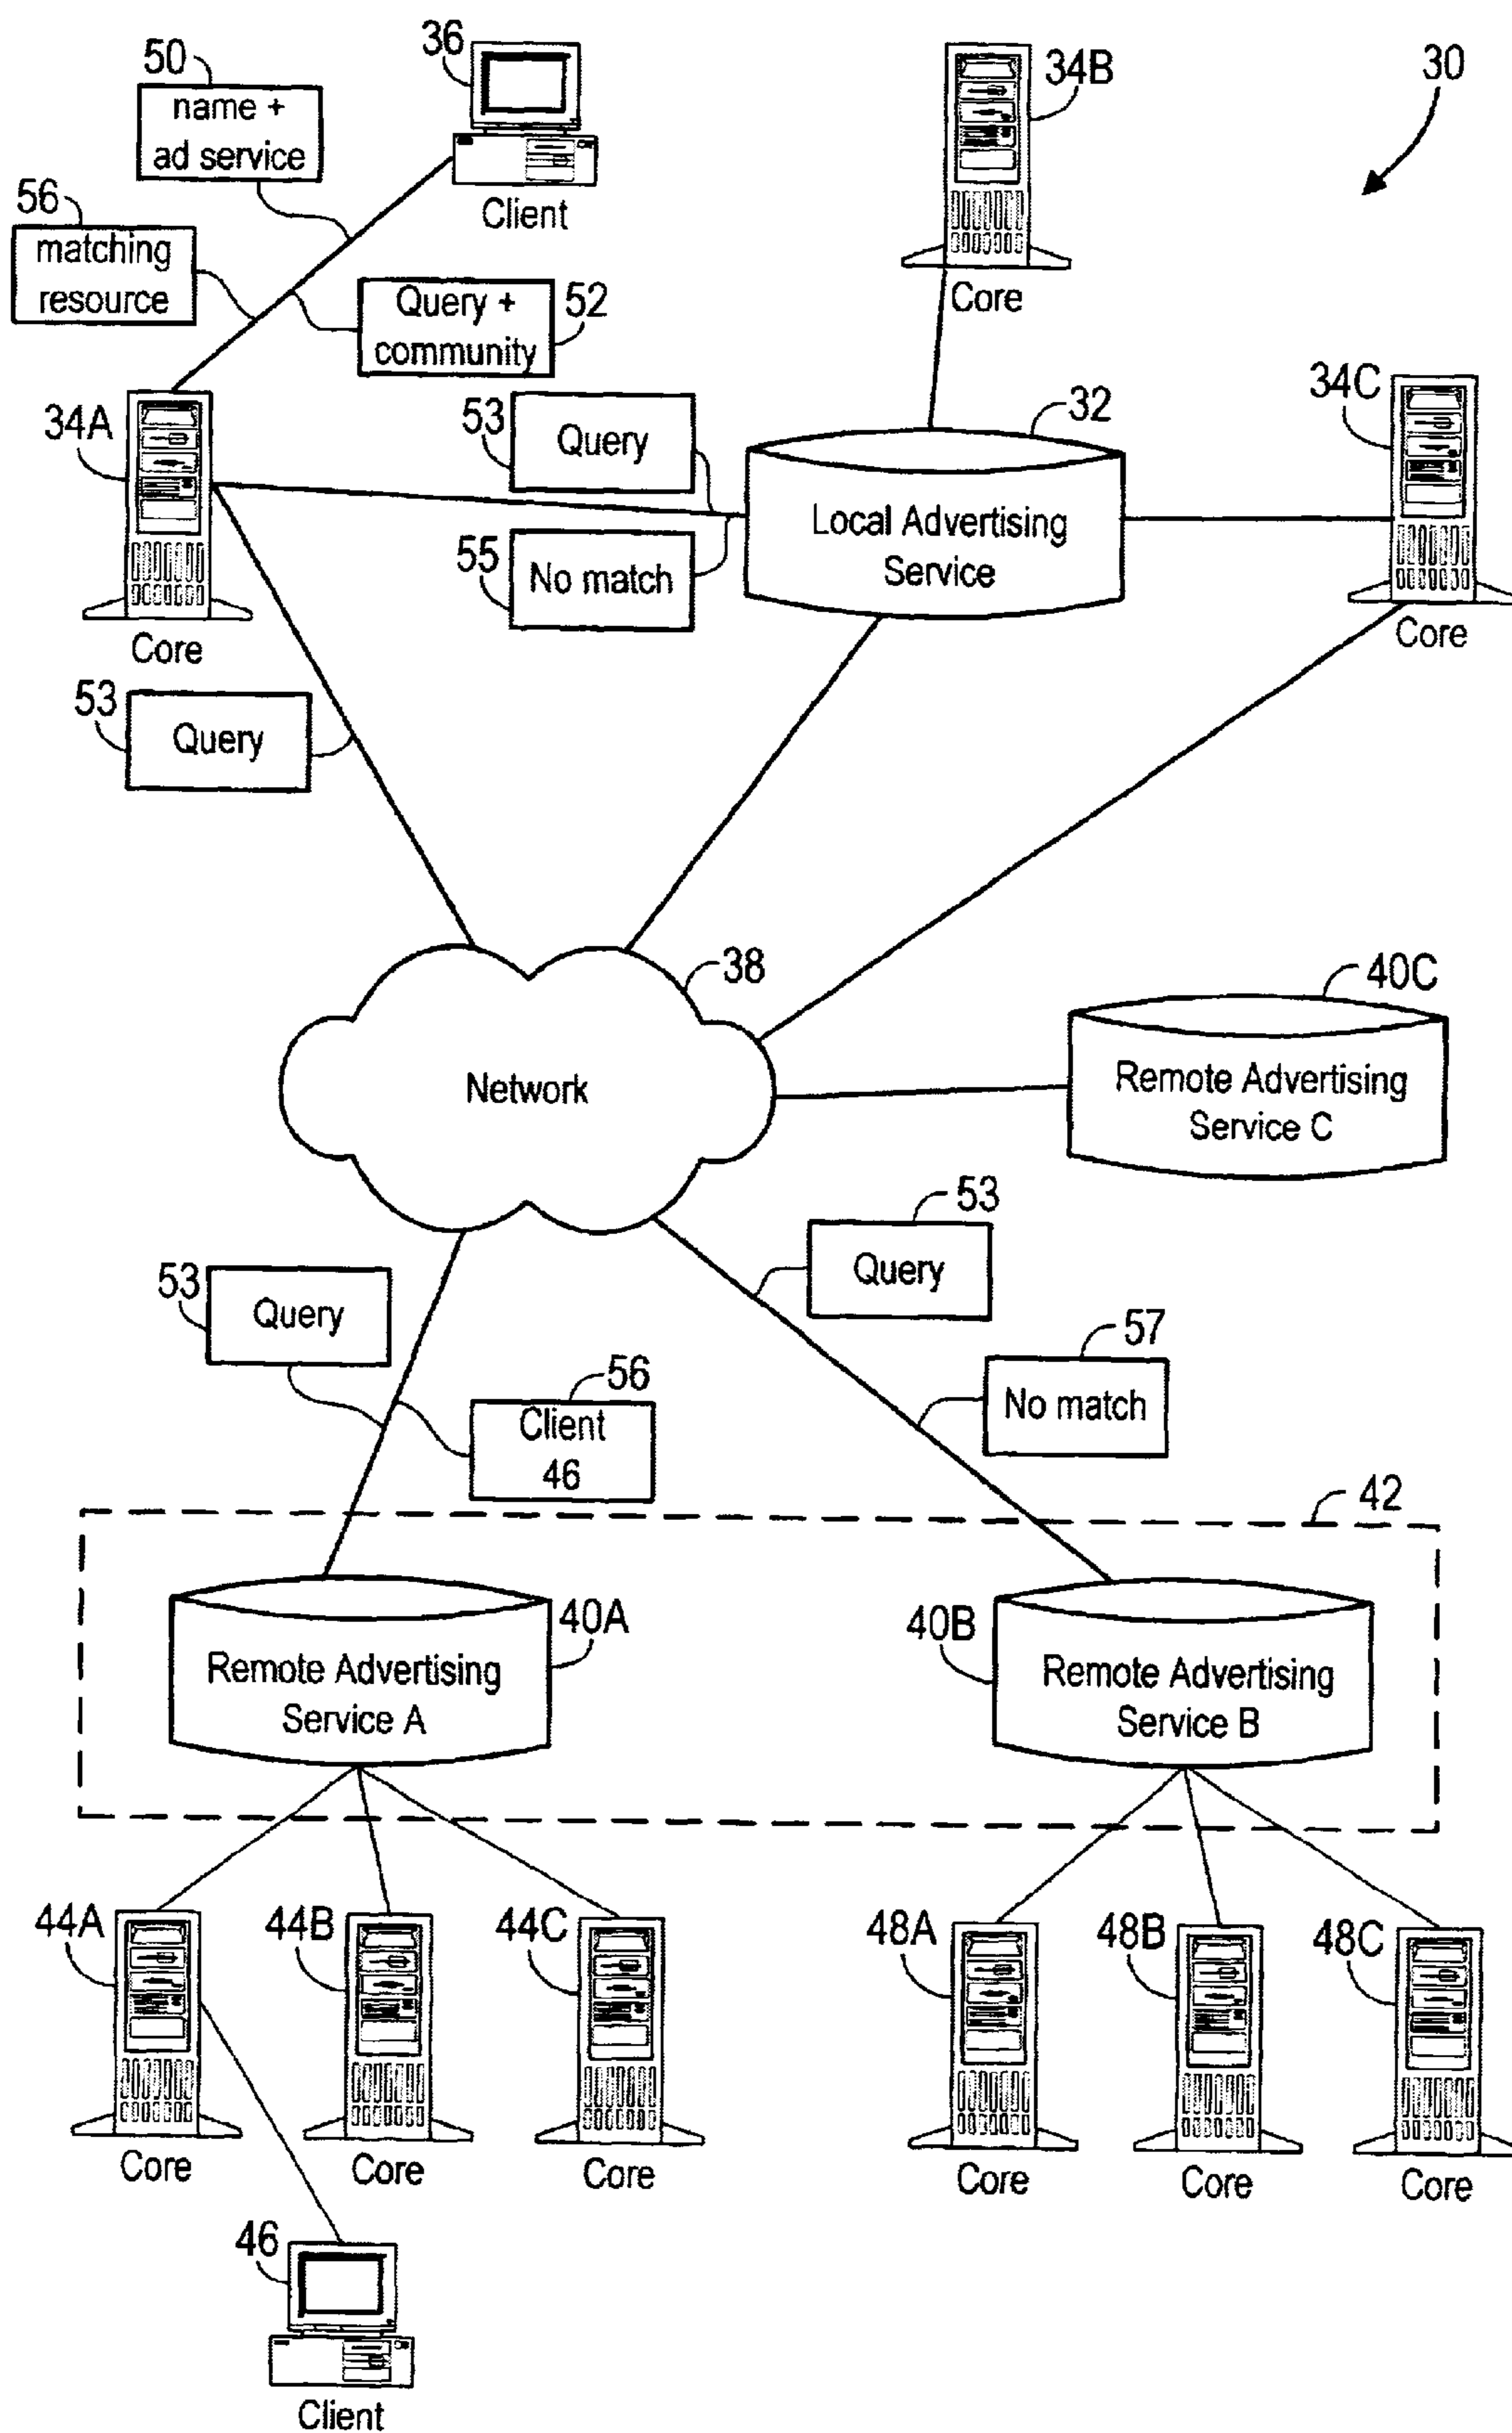 36
50
34B
30
name +
ad service
56
Client
matching
resource
Query +
community
52
Core
34A
53
Query
32
34C
Local Advertising
Service
55
No match
Core
Core
53
Query
38
40C
Network
Remote Advertising
Service C
53
Query
53
Query
57
No match
56
Client
46
42
40A
Remote Advertising
Service A
40B
Remote Advertising
Service B
44A
44B
44C
48A
48B
48C
Core
Core
Core
Core
Core
Core
46
Client